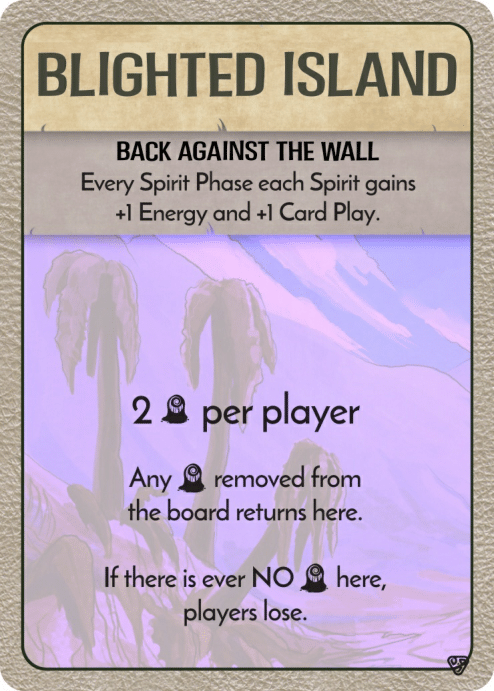 BLIGHTED ISLAND
BACK AGAINST THE WALL
Every Spirit Phase each Spirit gains
+1 Energy and +1 Card Play.
2 per player
Any removed from
the board returns here.
If there is ever NO here,
players lose.